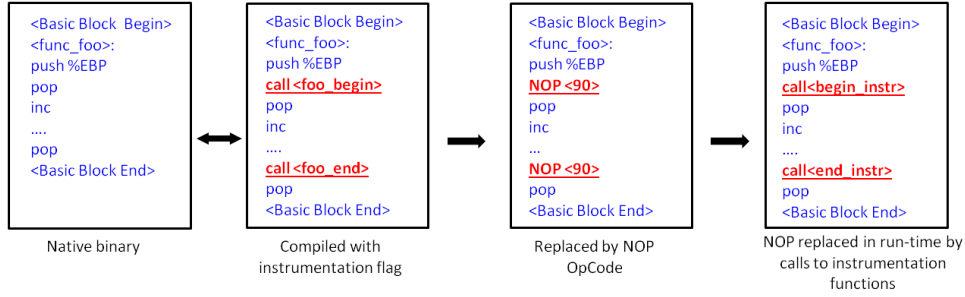 <Basic Block  Begin>
<func_foo>:
push %EBP
pop
inc
....
pop
<Basic Block End>
Native binary
<Basic Block Begin>
<func_foo>:
push %EBP
call <foo_begin>
pop
inc
....
call <foo_end>
pop
<Basic Block End>
Compiled with
instrumentation flag
<Basic Block Begin>
<func_foo>:
push %EBP
NOP <90>
pop
inc
...
NOP <90>
pop
<Basic Block End>
Replaced by NOP
OpCode
<Basic Block Begin>
<func_foo>:
push %EBP
call<begin_instr>
pop
inc
....
call<end_instr>
pop
<Basic Block End>
NOP replaced in run-time by
calls to instrumentation
functions